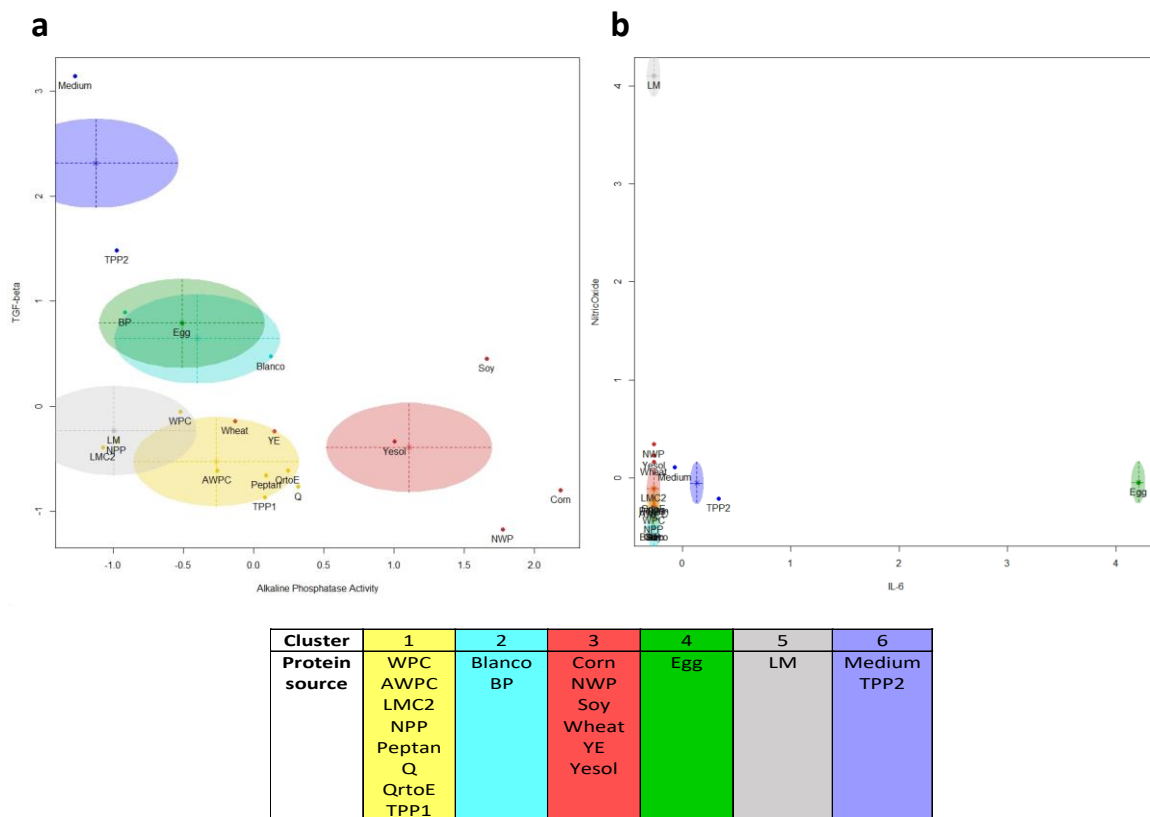 a
b
3
2
1
0
-1
TGF-beta
Medium
TPP2
BP
Egg
Blanco
Soy
WPC
Wheat
LM
NPP
LMC2
YE
Yesol
AWPC
Peptan
QrtoE
Q
TPP1
Corn
NWP
-1.0
-0.5
0.0
0.5
1.0
1.5
2.0
Alkaline Phosphatase Activity
4
3
2
1
0
NitricOxide
LM
NWP
Yesol
Wheat
Medium
LMC2
TPP2
Egg
WPC
NPP
0
1
2
3
4
IL-6
Cluster 1 2 3 4 5 6
Protein source WPC Blanco Corn Egg LM Medium
AWPC BP NWP TPP2
LMC2 Soy
NPP Wheat
Peptan YE
Q Yesol
QrtoE
TPP1